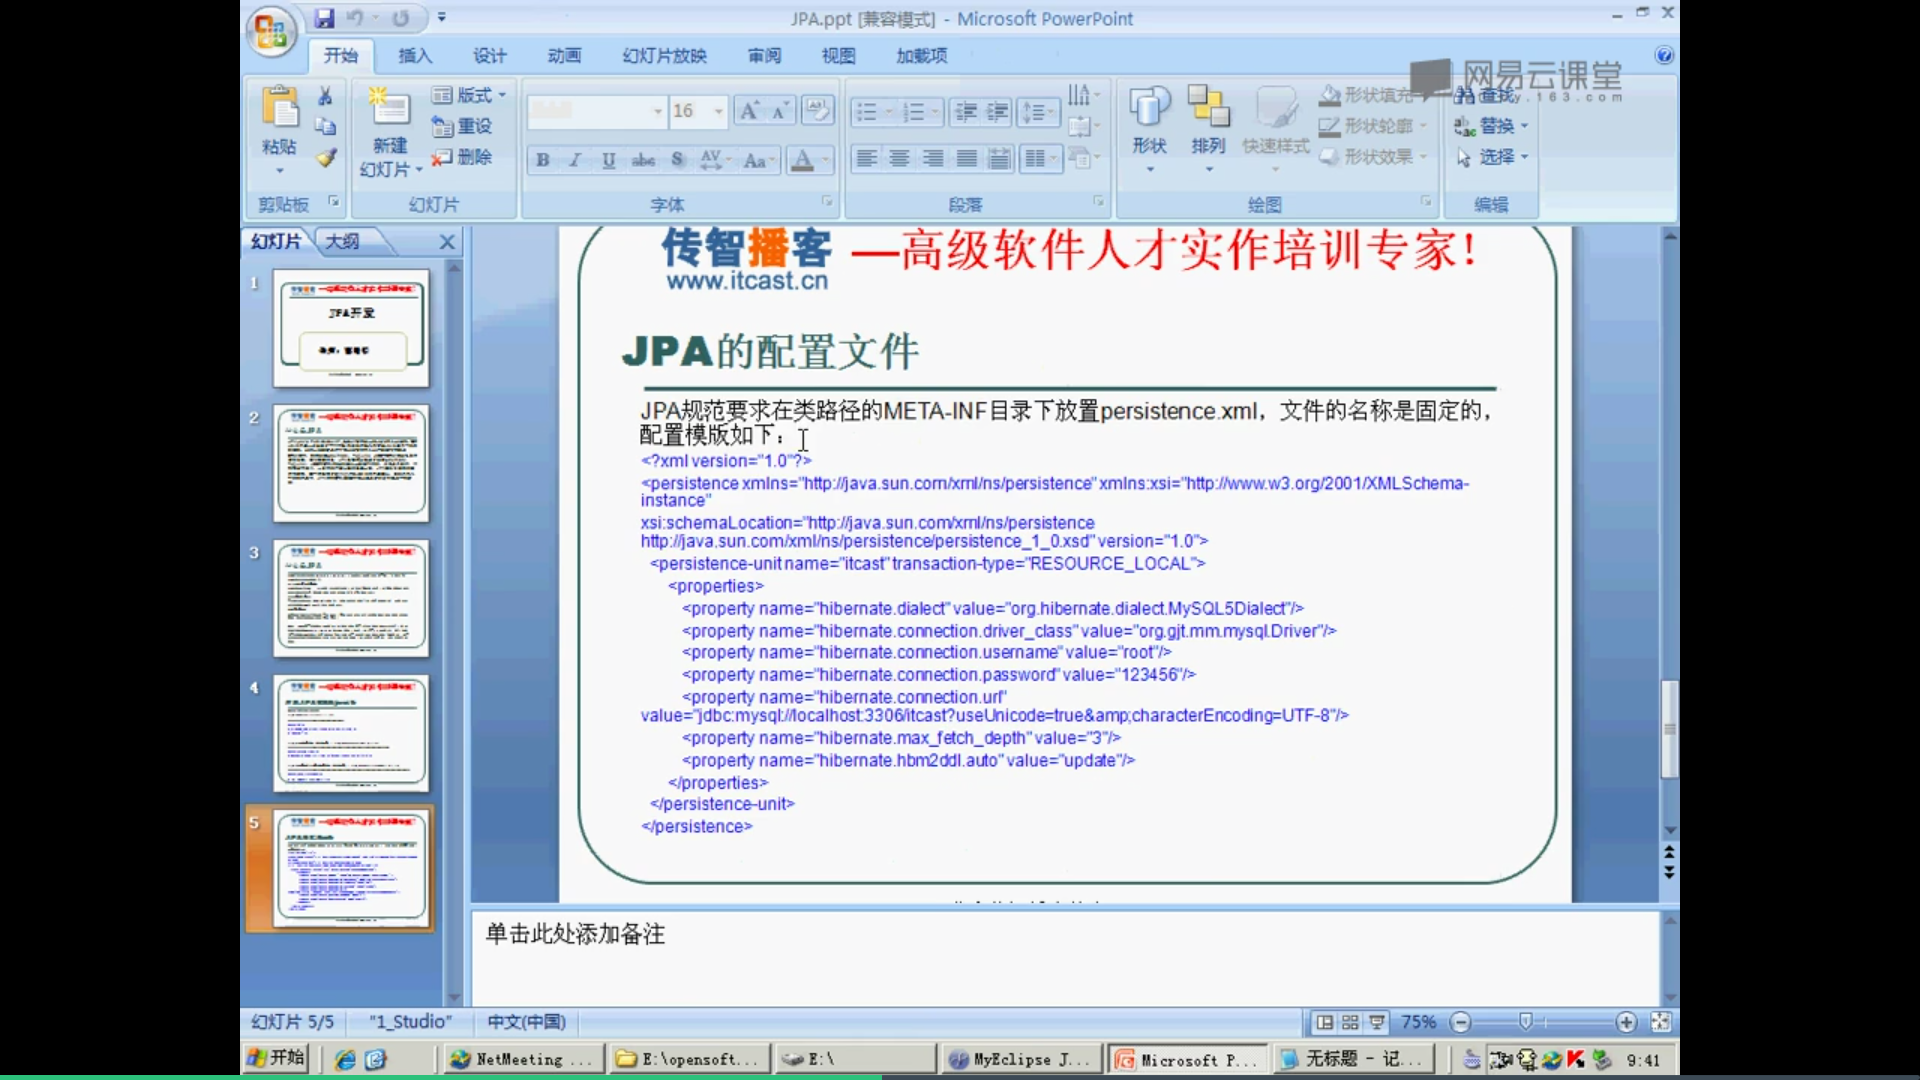 JPA.ppt [兼容模式] - Microsoft PowerPoint
开始 插入 设计 动画 幻灯片放映 审阅 视图 加载项
网易云课堂
粘贴
剪贴板
新建
幻灯片
版式
重设
删除
幻灯片
16
字体
段落
形状
排列
快速样式
形状填充
形状轮廓
形状效果
绘图
查找
替换
选择
编辑
幻灯片 大纲
1
JPA开发
2
3
4
5
传智播客 —高级软件人才实作培训专家!
www.itcast.cn
JPA的配置文件
JPA规范要求在类路径的META-INF目录下放置persistence.xml，文件的名称是固定的，
配置模版如下：
<?xml version="1.0"?>
<persistence xmlns="http://java.sun.com/xml/ns/persistence" xmlns:xsi="http://www.w3.org/2001/XMLSchema-
instance"
xsi:schemaLocation="http://java.sun.com/xml/ns/persistence
http://java.sun.com/xml/ns/persistence/persistence_1_0.xsd" version="1.0">
<persistence-unit name="itcast" transaction-type="RESOURCE_LOCAL">
<properties>
<property name="hibernate.dialect" value="org.hibernate.dialect.MySQL5Dialect"/>
<property name="hibernate.connection.driver_class" value="org.gjt.mm.mysql.Driver"/>
<property name="hibernate.connection.username" value="root"/>
<property name="hibernate.connection.password" value="123456"/>
<property name="hibernate.connection.url"
value="jdbc:mysql://localhost:3306/itcast?useUnicode=true&amp;characterEncoding=UTF-8"/>
<property name="hibernate.max_fetch_depth" value="3"/>
<property name="hibernate.hbm2ddl.auto" value="update"/>
</properties>
</persistence-unit>
</persistence>
单击此处添加备注
幻灯片 5/5 "1_Studio" 中文(中国) 75%
开始 NetMeeting ... E:\opensoft... E:\ MyEclipse J... Microsoft P... 无标题 - 记... 9:41